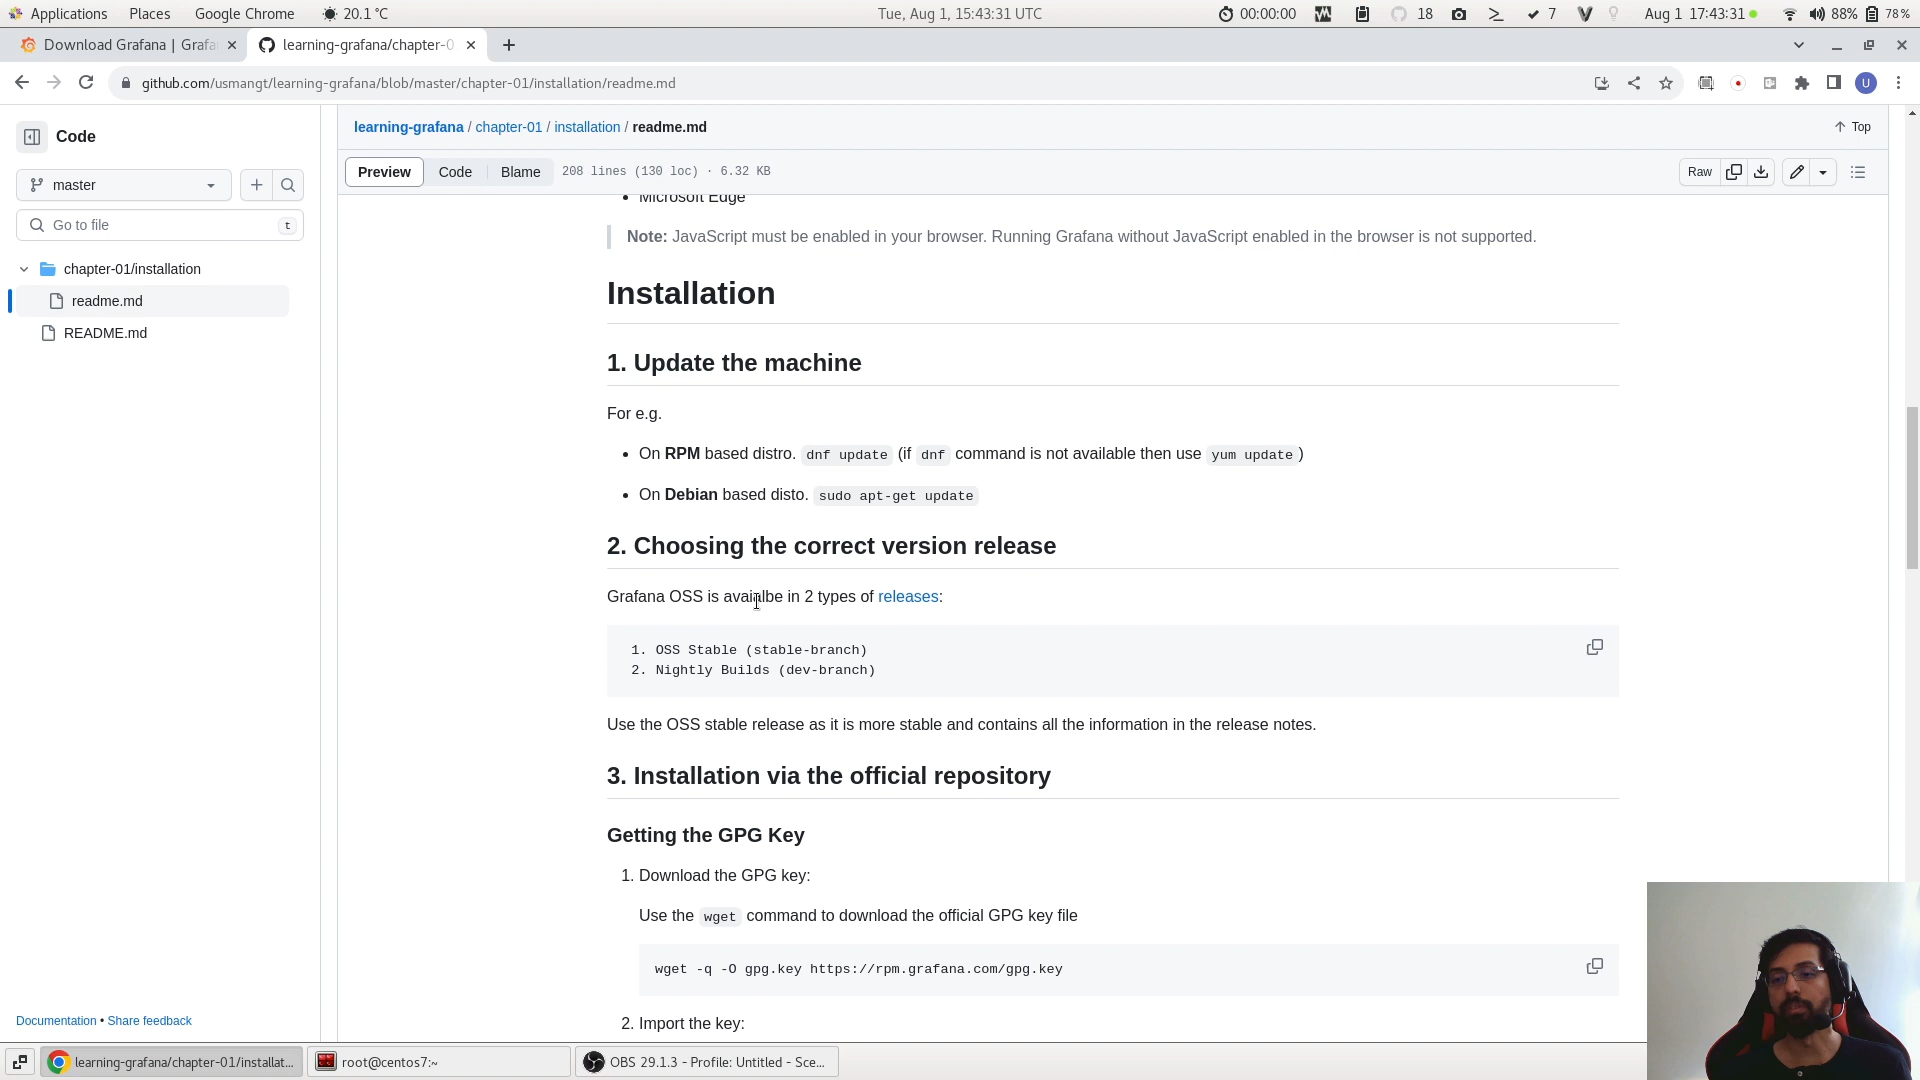 Applications Places Google Chrome 20.1 °C Tue, Aug 1, 15:43:31 UTC 00:00:00 18 7 Aug 1 17:43:31 88% 78%
Download Grafana | Grafa learning-grafana/chapter-0
github.com/usmangt/learning-grafana/blob/master/chapter-01/installation/readme.md U
Code
master
Go to file t
chapter-01/installation
readme.md
README.md
Documentation • Share feedback
learning-grafana / chapter-01 / installation / readme.md Top
Preview Code Blame 208 lines (130 loc) · 6.32 KB Raw
Microsoft Edge
Note: JavaScript must be enabled in your browser. Running Grafana without JavaScript enabled in the browser is not supported.
Installation
1. Update the machine
For e.g.
On RPM based distro. dnf update (if dnf command is not available then use yum update )
On Debian based disto. sudo apt-get update
2. Choosing the correct version release
Grafana OSS is avaialbe in 2 types of releases:
1. OSS Stable (stable-branch)
2. Nightly Builds (dev-branch)
Use the OSS stable release as it is more stable and contains all the information in the release notes.
3. Installation via the official repository
Getting the GPG Key
1. Download the GPG key:
Use the wget command to download the official GPG key file
wget -q -O gpg.key https://rpm.grafana.com/gpg.key
2. Import the key:
learning-grafana/chapter-01/installat... root@centos7:~ OBS 29.1.3 - Profile: Untitled - Sce...